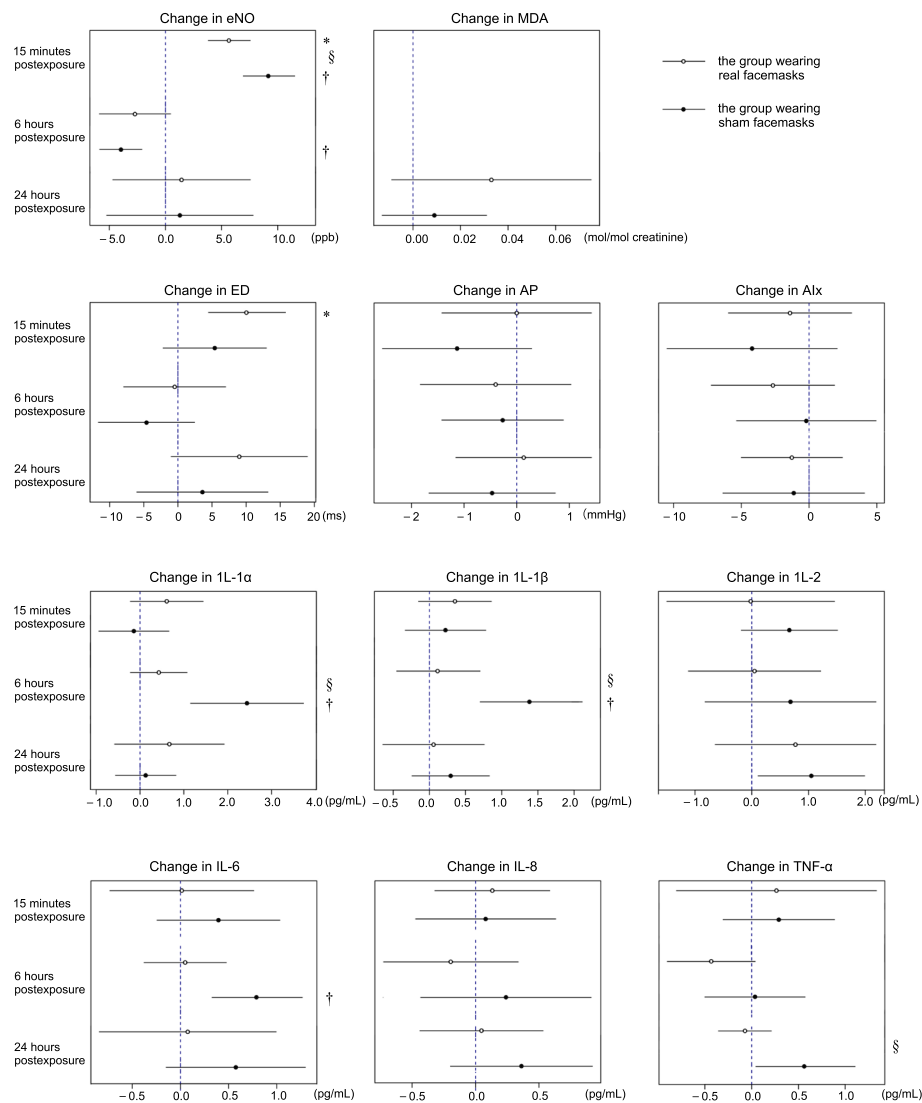 Change in eNO
Change in MDA
15 minutes
postexposure
*
§
†
6 hours
postexposure
†
24 hours
postexposure
the group wearing
real facemasks
the group wearing
sham facemasks
−5.0 0.0 5.0 10.0 (ppb)
0.00 0.02 0.04 0.06 (mol/mol creatinine)
Change in ED
Change in AP
Change in AIx
15 minutes
postexposure
*
6 hours
postexposure
24 hours
postexposure
−10 −5 0 5 10 15 20 (ms)
−2 −1 0 1 (mmHg)
−10 −5 0 5
Change in 1L-1α
Change in 1L-1β
Change in 1L-2
15 minutes
postexposure
6 hours
postexposure
§
†
§
†
24 hours
postexposure
−1.0 0.0 1.0 2.0 3.0 4.0 (pg/mL)
−0.5 0.0 0.5 1.0 1.5 2.0 (pg/mL)
−1.0 0.0 1.0 2.0 (pg/mL)
Change in IL-6
Change in IL-8
Change in TNF-α
15 minutes
postexposure
6 hours
postexposure
†
24 hours
postexposure
§
−0.5 0.0 0.5 1.0 (pg/mL)
−0.5 0.0 0.5 (pg/mL)
−0.5 0.0 0.5 1.0 (pg/mL)